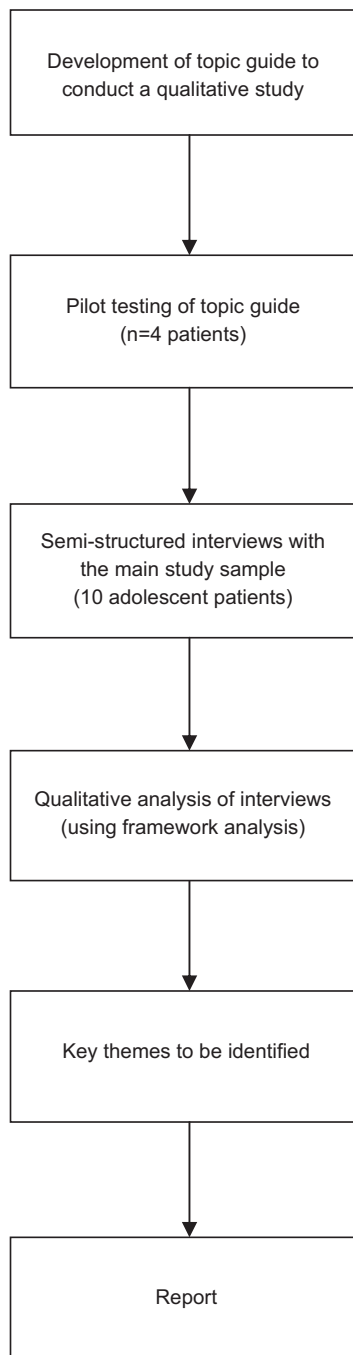 Development of topic guide to
conduct a qualitative study
Pilot testing of topic guide
(n=4 patients)
Semi-structured interviews with
the main study sample
(10 adolescent patients)
Qualitative analysis of interviews
(using framework analysis)
Key themes to be identified
Report